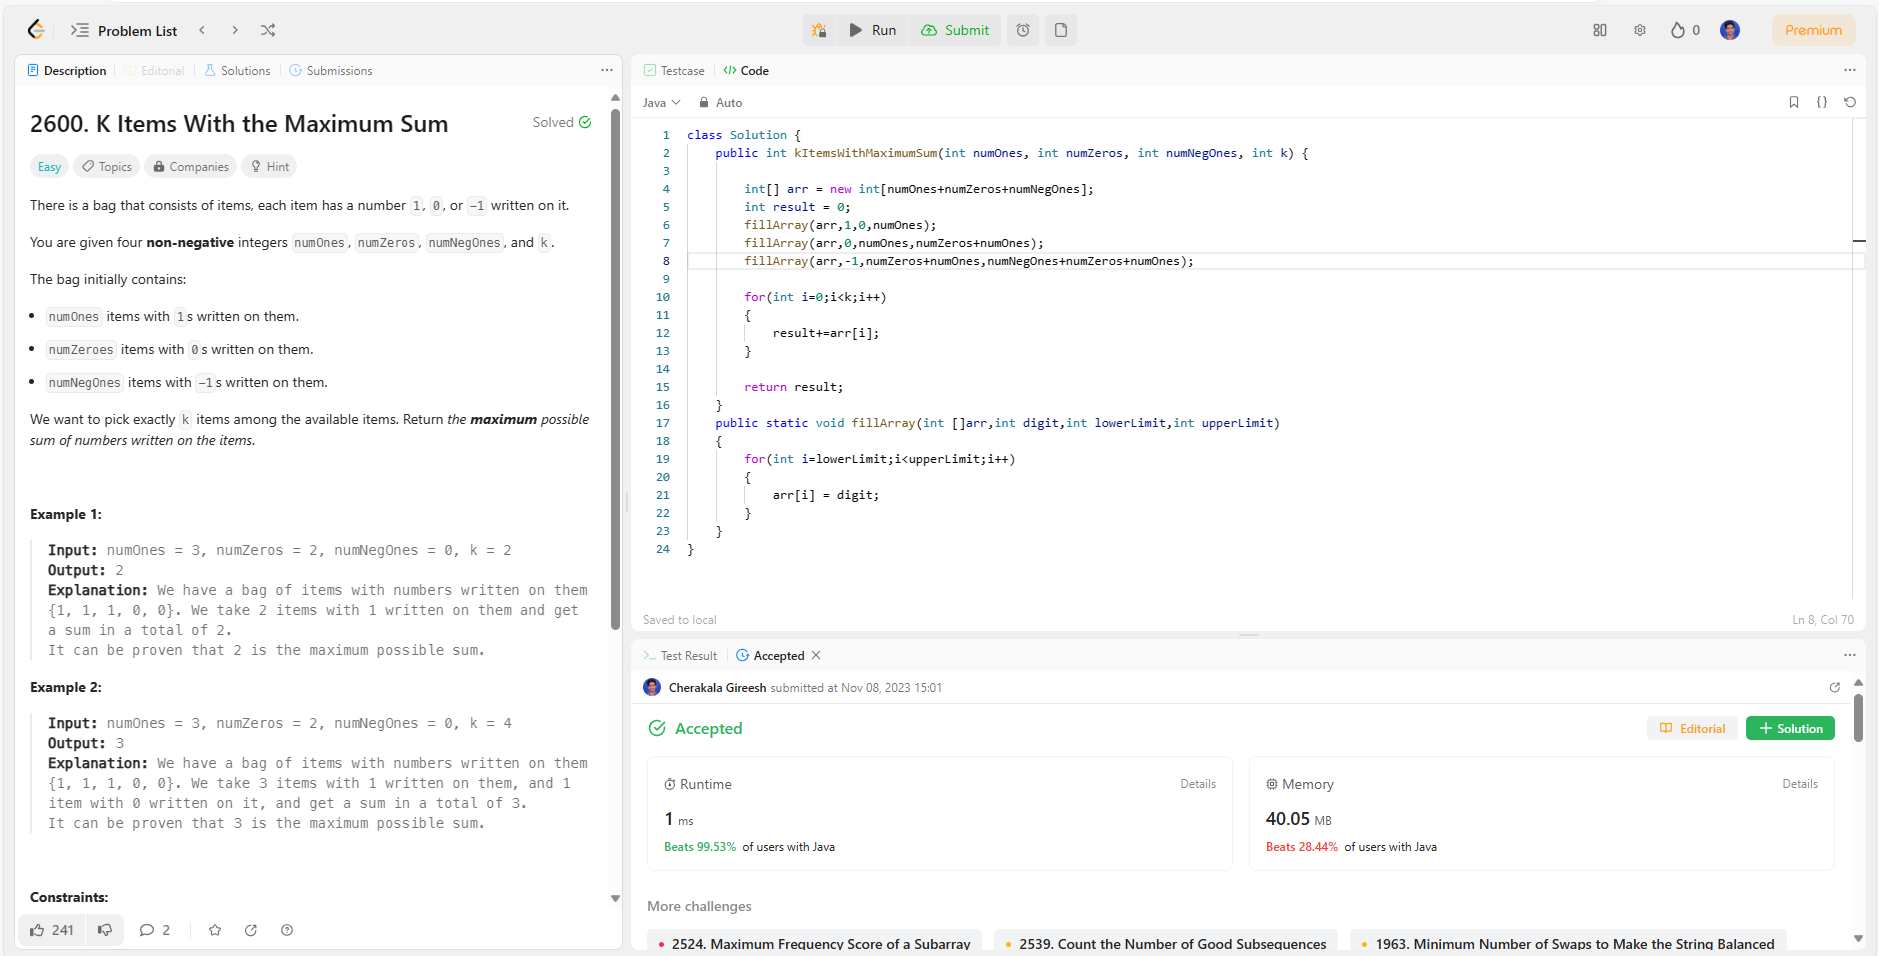 Problem List
Run
Submit
0
Premium
Description
Editorial
Solutions
Submissions
2600. K Items With the Maximum Sum
Solved
Easy
Topics
Companies
Hint
There is a bag that consists of items, each item has a number 1, 0, or -1 written on it.
You are given four non-negative integers numOnes, numZeros, numNegOnes, and k.
The bag initially contains:
• numOnes items with 1s written on them.
• numZeroes items with 0s written on them.
• numNegOnes items with -1s written on them.
We want to pick exactly k items among the available items. Return the maximum possible
sum of numbers written on the items.
Example 1:
Input: numOnes = 3, numZeros = 2, numNegOnes = 0, k = 2
Output: 2
Explanation: We have a bag of items with numbers written on them
{1, 1, 1, 0, 0}. We take 2 items with 1 written on them and get
a sum in a total of 2.
It can be proven that 2 is the maximum possible sum.
Example 2:
Input: numOnes = 3, numZeros = 2, numNegOnes = 0, k = 4
Output: 3
Explanation: We have a bag of items with numbers written on them
{1, 1, 1, 0, 0}. We take 3 items with 1 written on them, and 1
item with 0 written on it, and get a sum in a total of 3.
It can be proven that 3 is the maximum possible sum.
Constraints:
241
2
Testcase
</> Code
Java
Auto
1 class Solution {
2 public int kItemsWithMaximumSum(int numOnes, int numZeros, int numNegOnes, int k) {
3
4 int[] arr = new int[numOnes+numZeros+numNegOnes];
5 int result = 0;
6 fillArray(arr,1,0,numOnes);
7 fillArray(arr,0,numOnes,numZeros+numOnes);
8 fillArray(arr,-1,numZeros+numOnes,numNegOnes+numZeros+numOnes);
9
10 for(int i=0;i<k;i++)
11 {
12 result+=arr[i];
13 }
14
15 return result;
16 }
17 public static void fillArray(int []arr,int digit,int lowerLimit,int upperLimit)
18 {
19 for(int i=lowerLimit;i<upperLimit;i++)
20 {
21 arr[i] = digit;
22 }
23 }
24 }
Saved to local
Ln 8, Col 70
Test Result
Accepted
Cherakala Gireesh submitted at Nov 08, 2023 15:01
Accepted
Editorial
+ Solution
Runtime
Details
1 ms
Beats 99.53% of users with Java
Memory
Details
40.05 MB
Beats 28.44% of users with Java
More challenges
• 2524. Maximum Frequency Score of a Subarray
• 2539. Count the Number of Good Subsequences
• 1963. Minimum Number of Swaps to Make the String Balanced